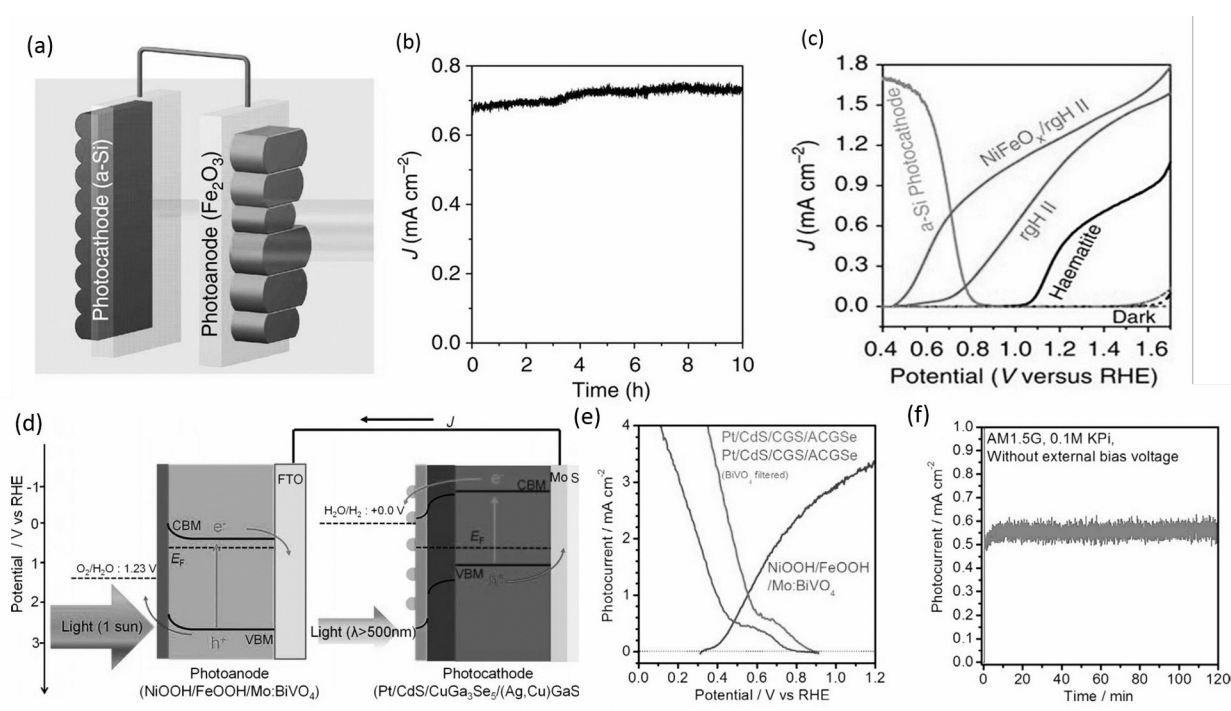 (a)
Photocathode (a-Si)
Photoanode (Fe2O3)
(b)
J (mA cm−2)
0.8
0.6
0.4
0.2
0.0
0 2 4 6 8 10
Time (h)
(c)
J (mA cm−2)
1.8
1.5
1.2
0.9
0.6
0.3
0.0
a-Si Photocathode
NiFeOx/rgH II
rgH II
Haematite
Dark
0.4 0.6 0.8 1.0 1.2 1.4 1.6
Potential (V versus RHE)
(d)
J
Potential / V vs RHE
-1
0
1
2
3
FTO
CBM
e-
EF
O2/H2O : 1.23 V
Light (1 sun)
h+
VBM
Photoanode
(NiOOH/FeOOH/Mo:BiVO4)
H2O/H2 : +0.0 V
e-
CBM
Mo S
EF
VBM
h+
Light (λ>500nm)
Photocathode
(Pt/CdS/CuGa3Se5/(Ag,Cu)GaS
(e)
Photocurrent / mA cm-2
4
3
2
1
0
Pt/CdS/CGS/ACGSe
Pt/CdS/CGS/ACGSe
(BiVO4 filtered)
NiOOH/FeOOH
/Mo:BiVO4
0.0 0.2 0.4 0.6 0.8 1.0 1.2
Potential / V vs RHE
(f)
Photocurrent / mA cm-2
1.0
0.9
0.8
0.7
0.6
0.5
0.4
0.3
0.2
0.1
0.0
AM1.5G, 0.1M KPi,
Without external bias voltage
0 20 40 60 80 100 120
Time / min